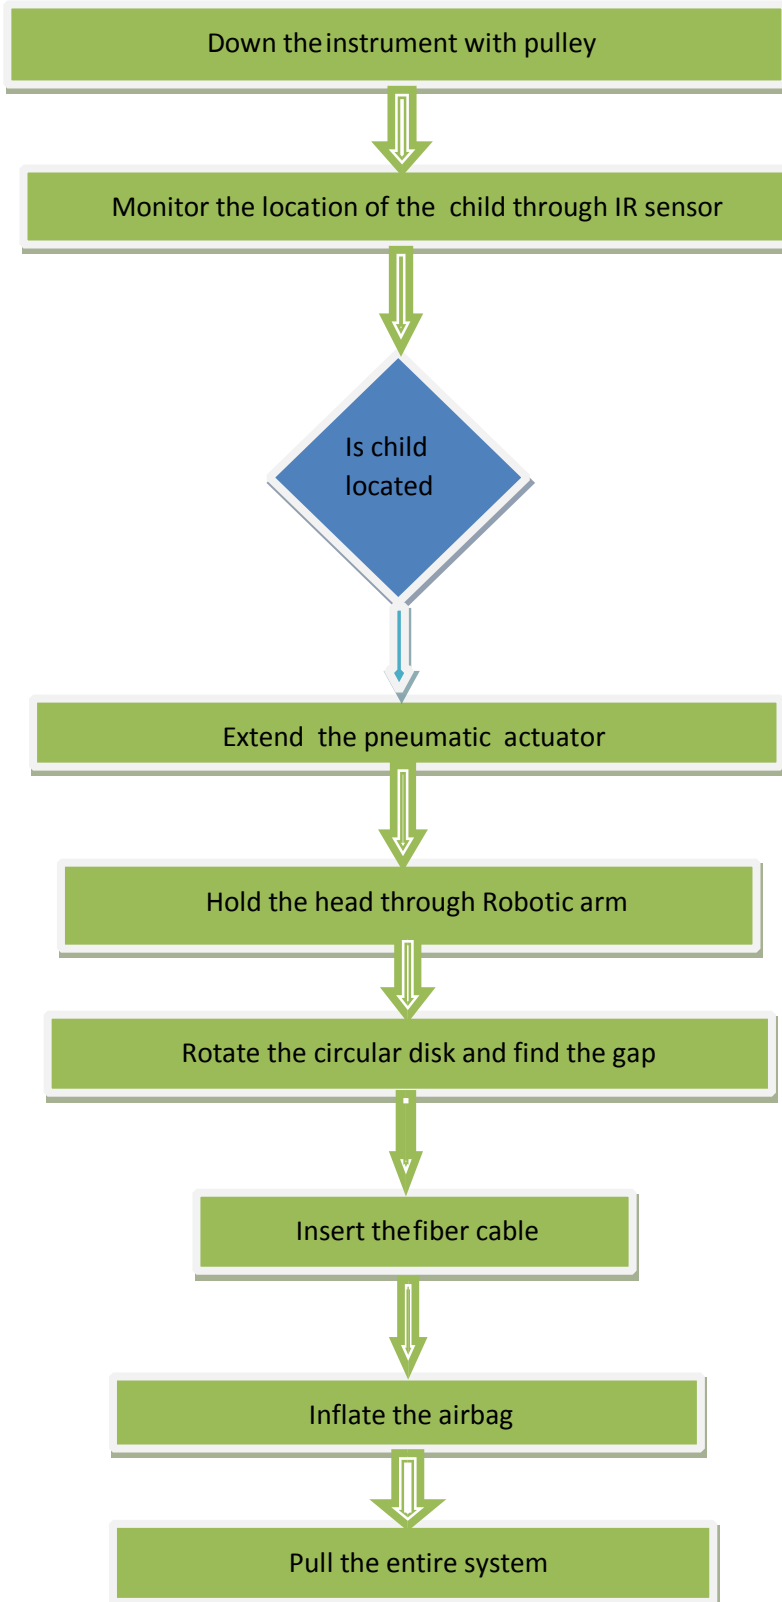 Down the instrument with pulley
Monitor the location of the child through IR sensor
Is child
located
Extend the pneumatic actuator
Hold the head through Robotic arm
Rotate the circular disk and find the gap
Insert the fiber cable
Inflate the airbag
Pull the entire system